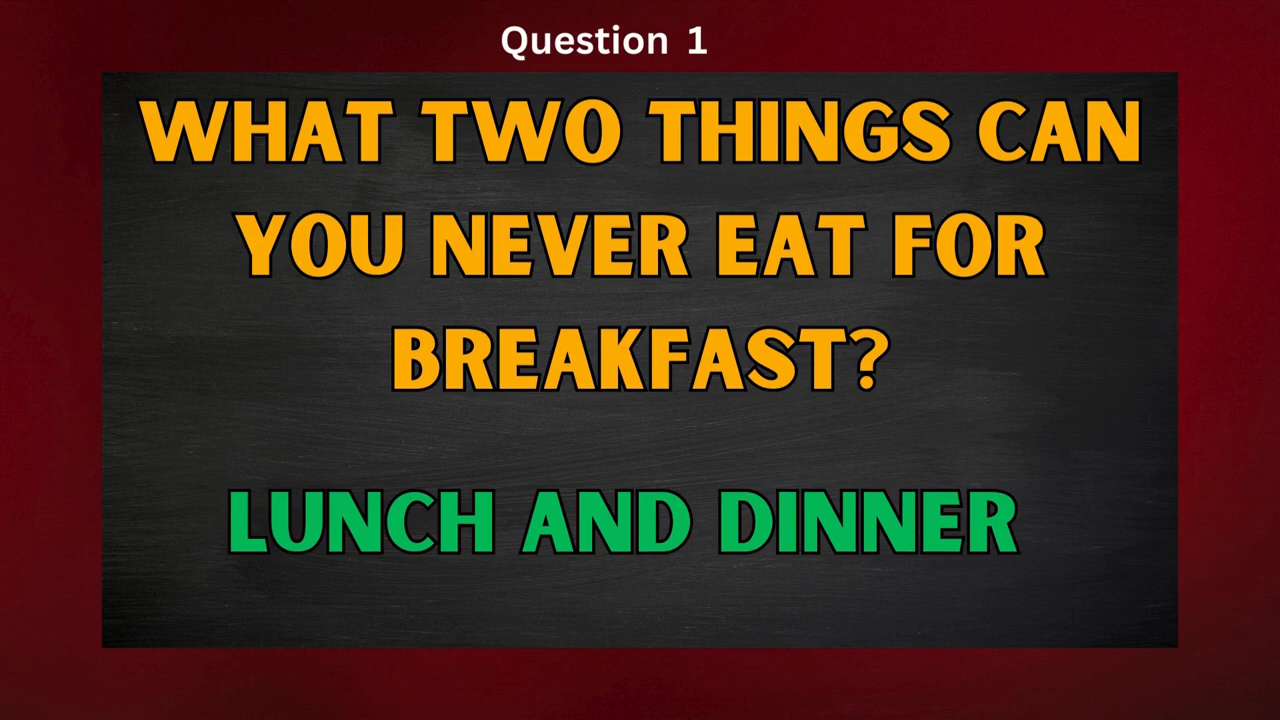 Question 1
WHAT TWO THINGS CAN
YOU NEVER EAT FOR
BREAKFAST?
LUNCH AND DINNER